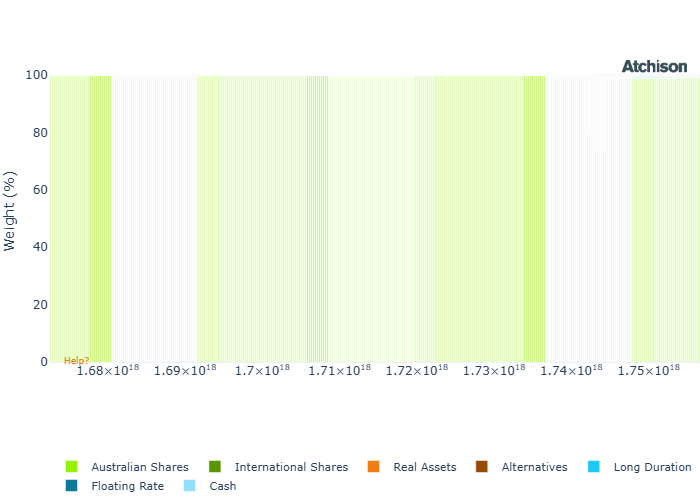 Atchison
100
80
60
40
20
0
Weight (%)
Help?
1.68×10¹⁸ 1.69×10¹⁸ 1.7×10¹⁸ 1.71×10¹⁸ 1.72×10¹⁸ 1.73×10¹⁸ 1.74×10¹⁸ 1.75×10¹⁸
Australian Shares International Shares Real Assets Alternatives Long Duration
Floating Rate Cash